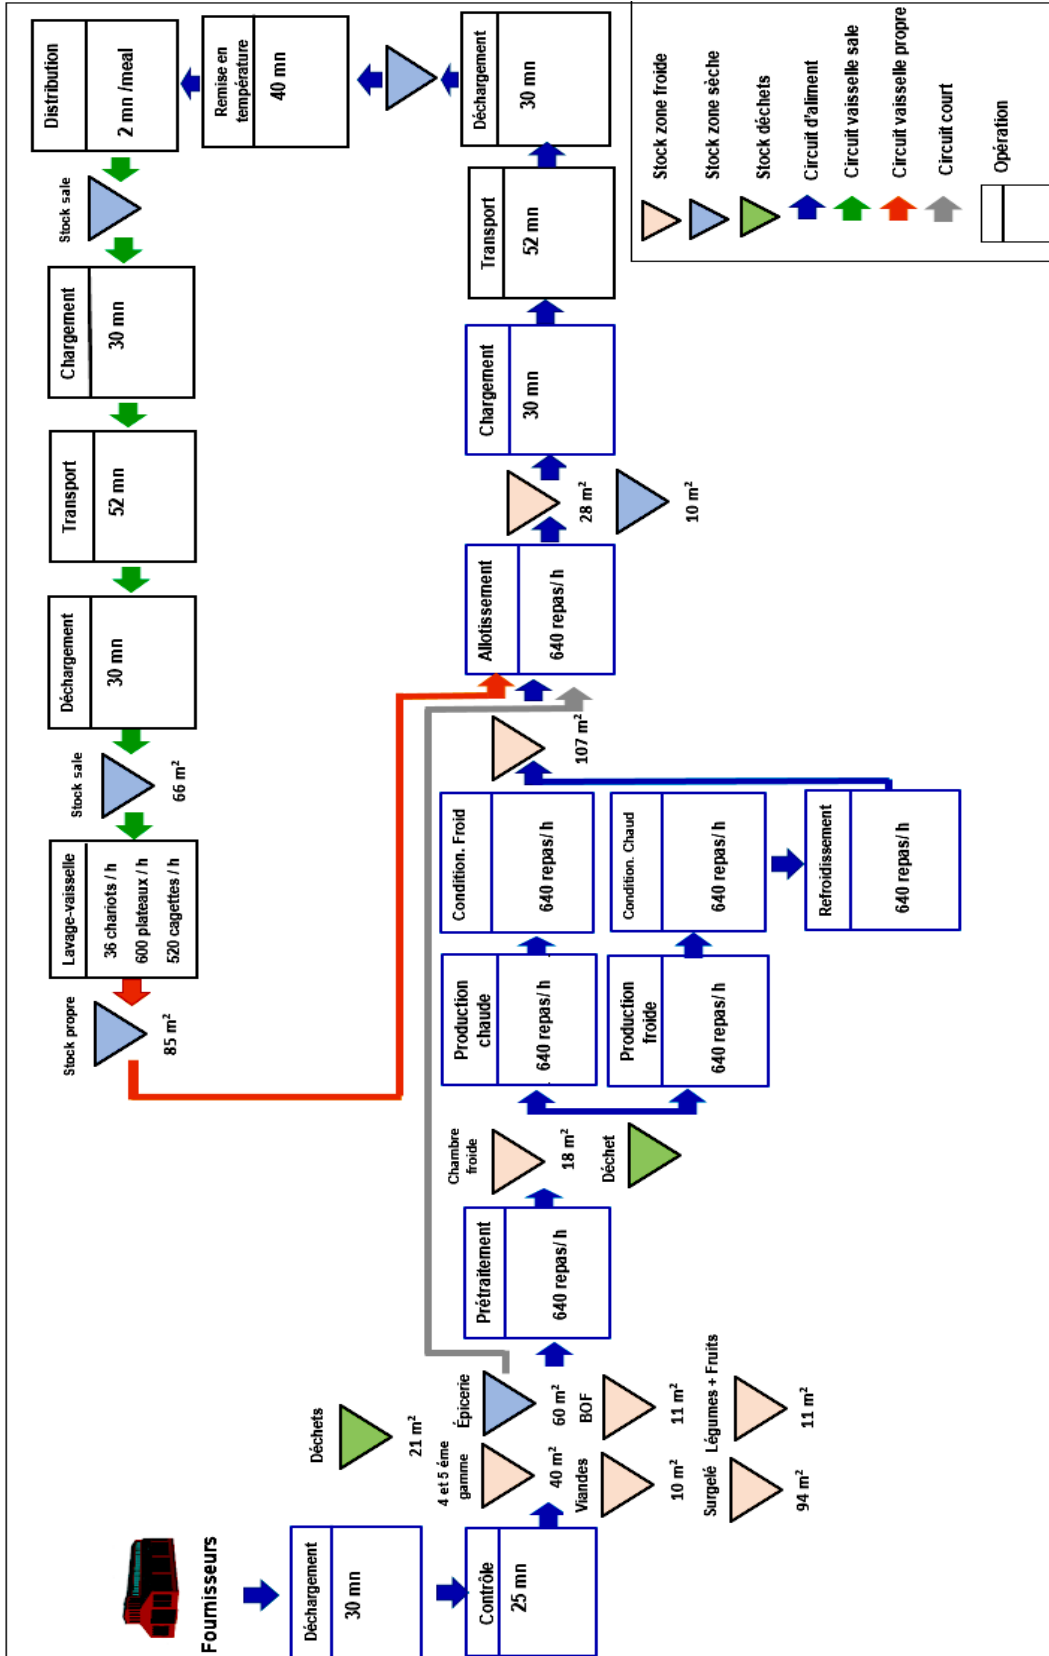 Fournisseurs
Déchargement
30 mn
Contrôle
25 mn
Déchets
21 m²
4 et 5 éme
gamme
40 m²
Épicerie
60 m²
Viandes
10 m²
BOF
11 m²
Surgelé
94 m²
Légumes + Fruits
11 m²
Prétraitement
640 repas/ h
Chambre
froide
18 m²
Déchet
Production
chaude
640 repas/ h
Production
froide
640 repas/ h
Condition. Froid
640 repas/ h
Condition. Chaud
640 repas/ h
Refroidissement
640 repas/ h
107 m²
Allotissement
640 repas/ h
28 m²
10 m²
Chargement
30 mn
Transport
52 mn
Déchargement
30 mn
Remise en
température
40 mn
Distribution
2 mn /meal
Stock sale
Chargement
30 mn
Transport
52 mn
Déchargement
30 mn
Stock sale
66 m²
Lavage-vaisselle
36 chariots / h
600 plateaux / h
520 cagettes / h
Stock propre
85 m²
Stock zone froide
Stock zone sèche
Stock déchets
Circuit d'aliment
Circuit vaisselle sale
Circuit vaisselle propre
Circuit court
Opération